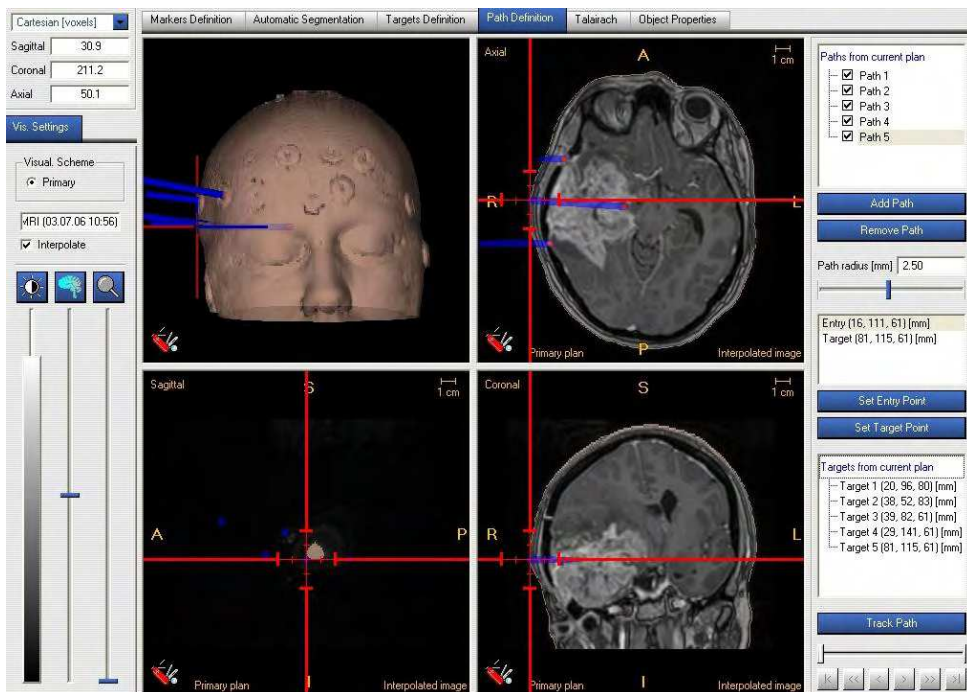 Cartesian [voxels]
Sagittal 30.9
Coronal 211.2
Axial 50.1
Vis. Settings
Visual. Scheme
Primary
MRI (03.07.06 10:56)
Interpolate
Markers Definition
Automatic Segmentation
Targets Definition
Path Definition
Talairach
Object Properties
Axial
A
1 cm
R
L
P
Primary plan
Interpolated image
Sagittal
S
1 cm
A
P
I
Primary plan
Interpolated image
Coronal
S
1 cm
R
L
I
Primary plan
Interpolated image
Paths from current plan
Path 1
Path 2
Path 3
Path 4
Path 5
Add Path
Remove Path
Path radius [mm] 2.50
Entry (16, 111, 61) [mm]
Target (81, 115, 61) [mm]
Set Entry Point
Set Target Point
Targets from current plan
Target 1 (20, 96, 80) [mm]
Target 2 (38, 52, 83) [mm]
Target 3 (39, 82, 61) [mm]
Target 4 (29, 141, 61) [mm]
Target 5 (81, 115, 61) [mm]
Track Path